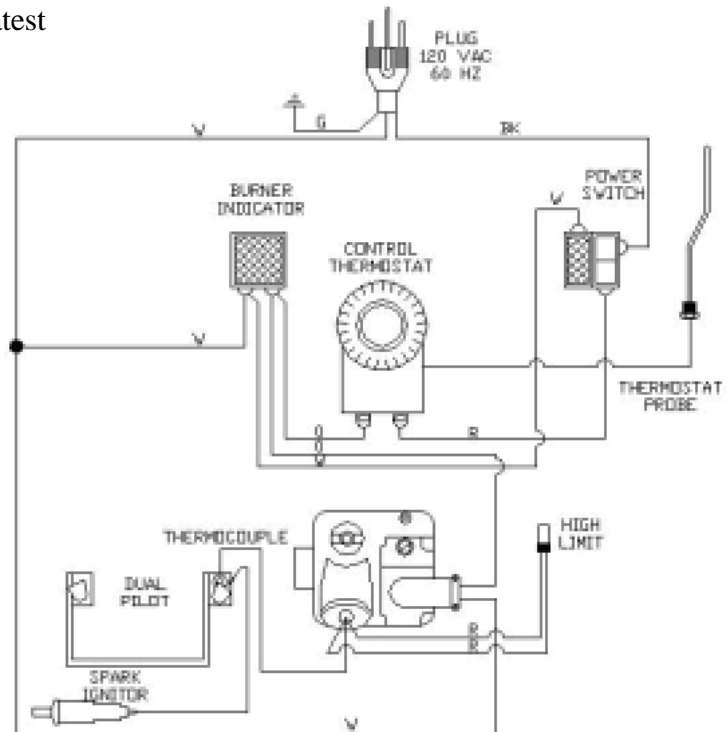 test
PLUG
120 VAC
60 HZ
G
W
BK
POWER
SWITCH
W
BURNER
INDICATOR
CONTROL
THERMOSTAT
W
THERMOSTAT
PROBE
R
W
THERMOCOUPLE
HIGH
LIMIT
DUAL
PILOT
R
R
SPARK
IGNITOR
W